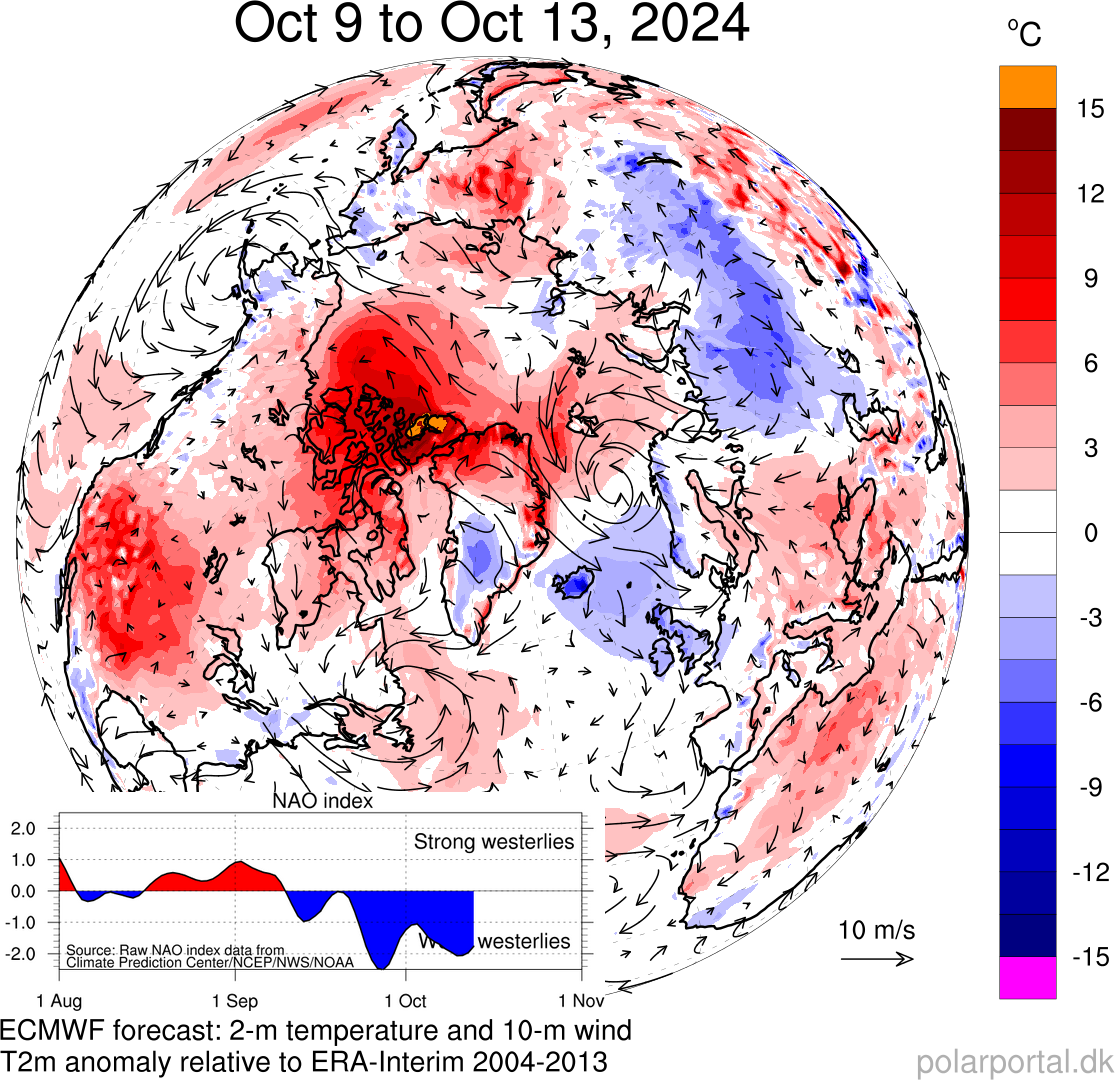 Oct 9 to Oct 13, 2024
°C
15
12
9
6
3
0
-3
-6
-9
-12
-15
NAO index
2.0
1.0
0.0
-1.0
-2.0
Strong westerlies
westerlies
Source: Raw NAO index data from
Climate Prediction Center/NCEP/NWS/NOAA
1 Aug
1 Sep
1 Oct
1 Nov
10 m/s
ECMWF forecast: 2-m temperature and 10-m wind
T2m anomaly relative to ERA-Interim 2004-2013
polarportal.dk